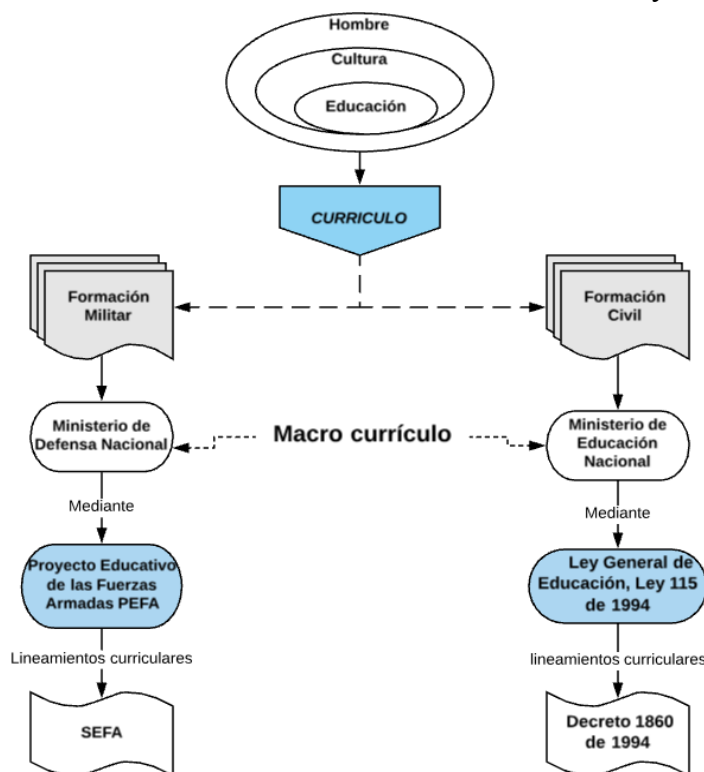 Hombre
Cultura
Educación
CURRICULO
Formación
Militar
Formación
Civil
Ministerio de
Defensa Nacional
Macro currículo
Ministerio de
Educación
Nacional
Mediante
Mediante
Proyecto Educativo
de las Fuerzas
Armadas PEFA
Ley General de
Educación, Ley 115
de 1994
Lineamientos curriculares
lineamientos curriculares
SEFA
Decreto 1860
de 1994